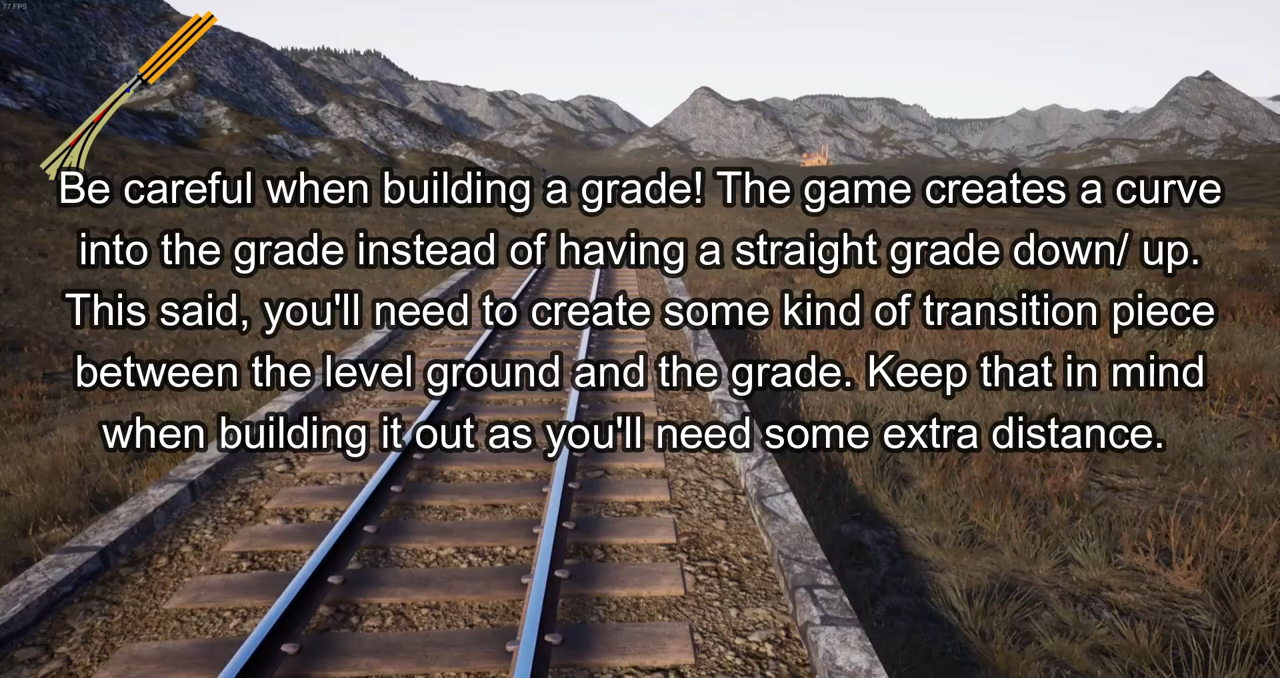 77 FPS
Be careful when building a grade! The game creates a curve
into the grade instead of having a straight grade down/ up.
This said, you'll need to create some kind of transition piece
between the level ground and the grade. Keep that in mind
when building it out as you'll need some extra distance.